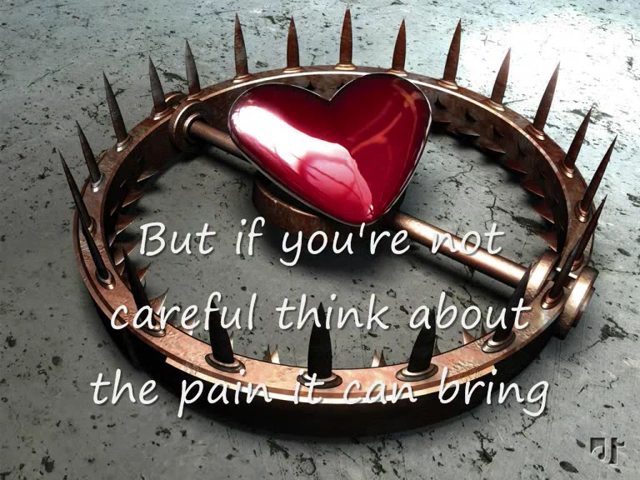 But if you're not
careful think about
the pain it can bring